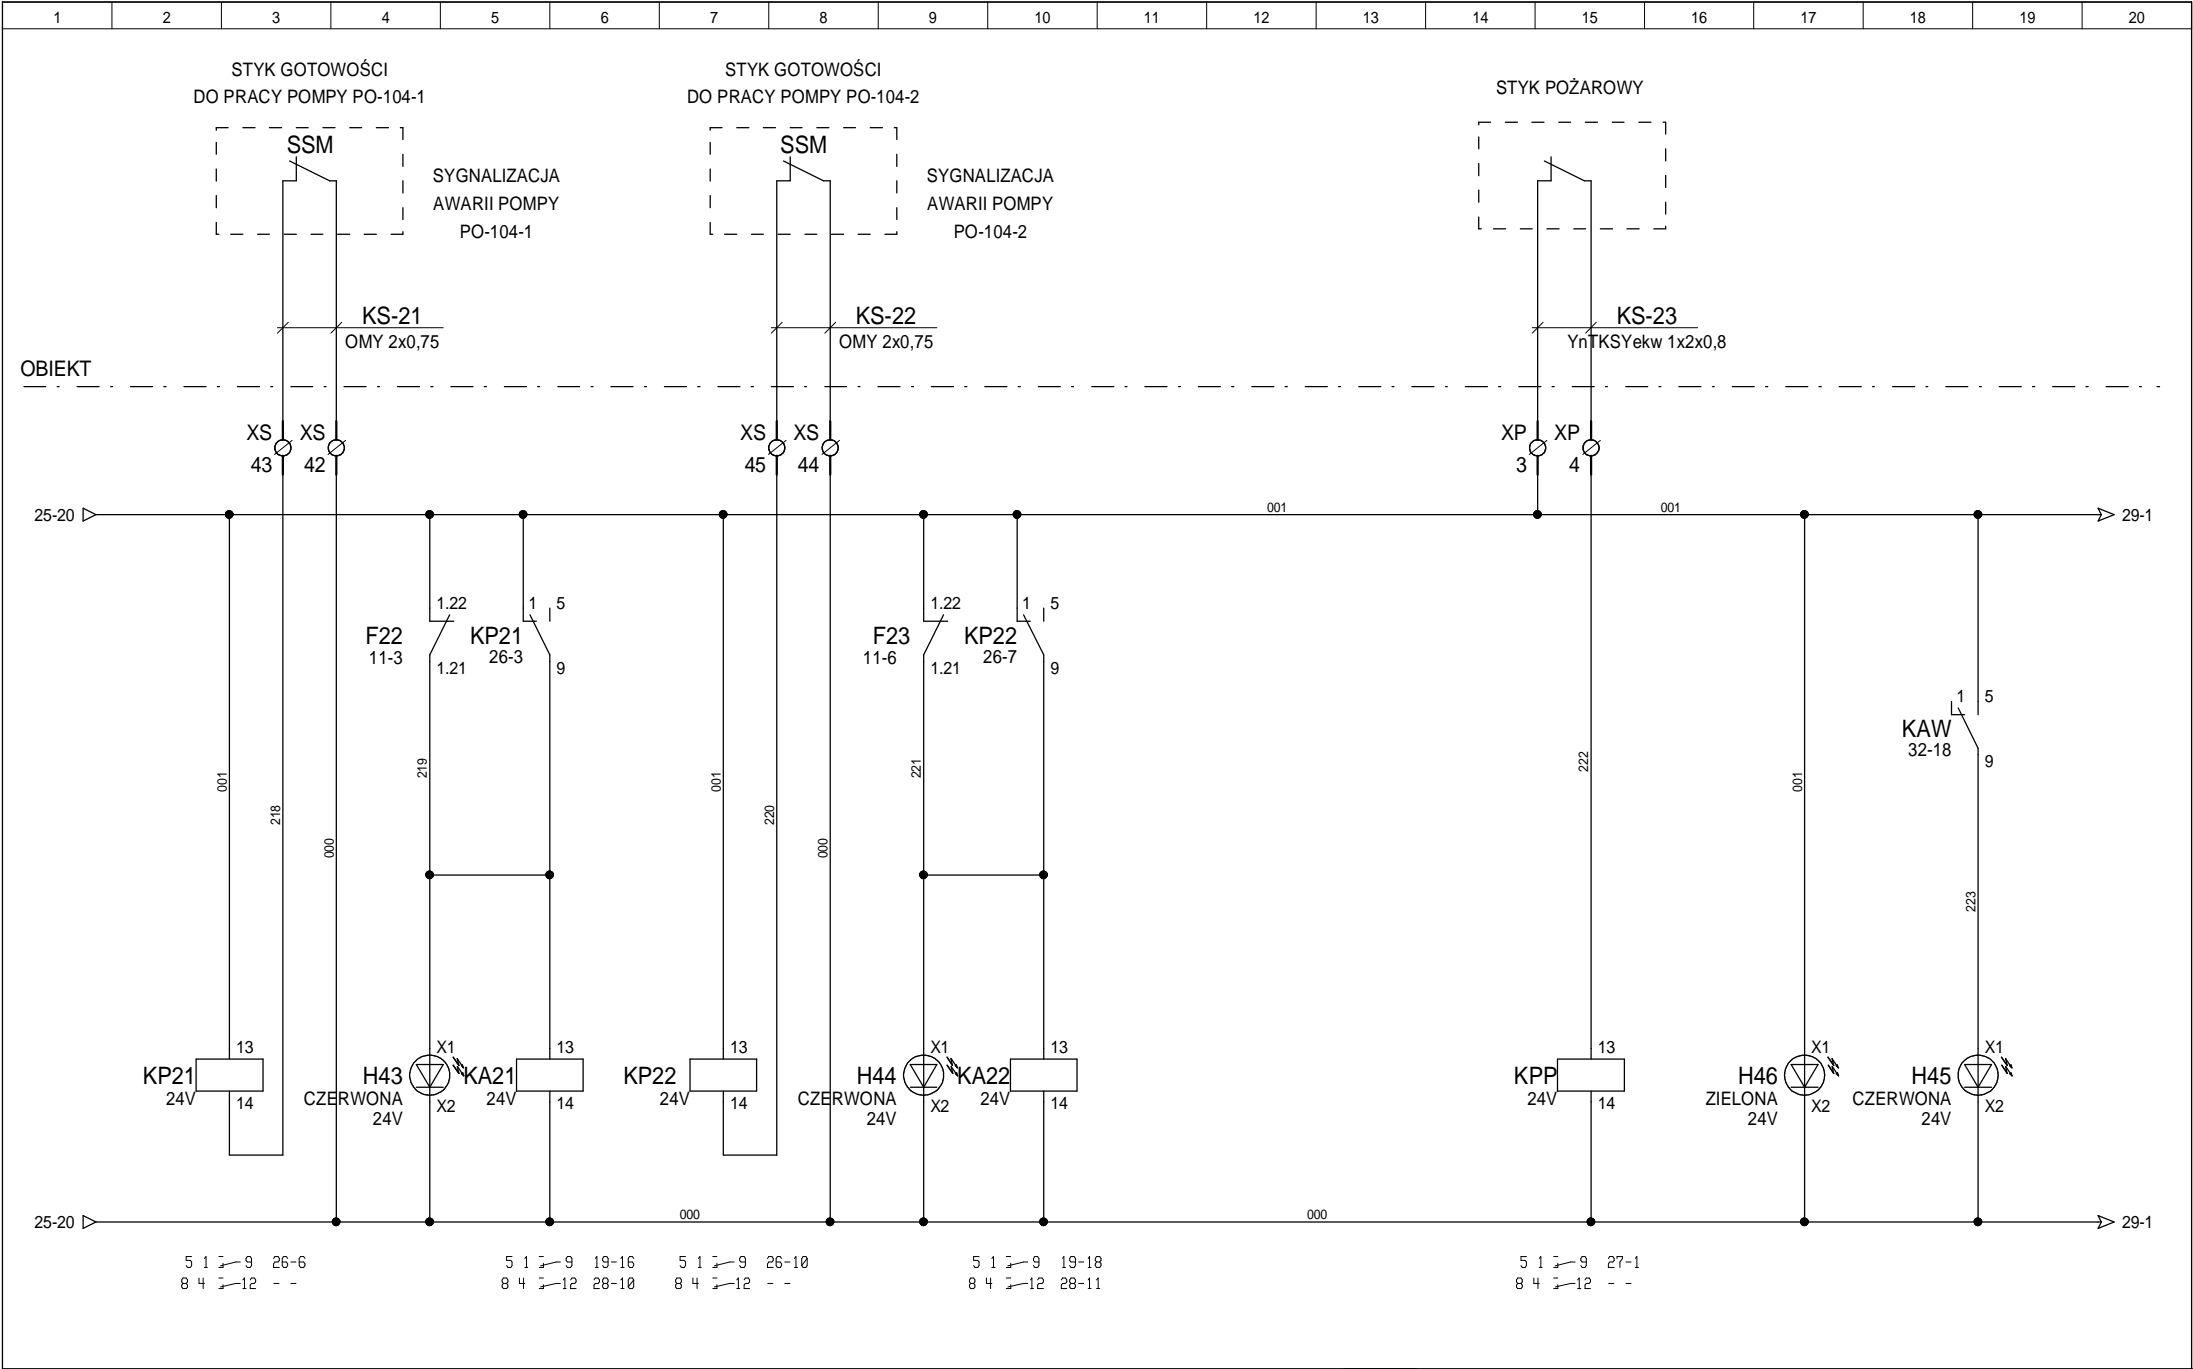 1 2 3 4 5 6 7 8 9 10 11 12 13 14 15 16 17 18 19 20
STYK GOTOWOŚCI
DO PRACY POMPY PO-104-1
SSM
SYGNALIZACJA
AWARII POMPY
PO-104-1
STYK GOTOWOŚCI
DO PRACY POMPY PO-104-2
SSM
SYGNALIZACJA
AWARII POMPY
PO-104-2
STYK POŻAROWY
KS-21
OMY 2x0,75
KS-22
OMY 2x0,75
KS-23
YnTKSYekw 1x2x0,8
OBIEKT
XS XS
43 42
XS XS
45 44
XP XP
3 4
25-20
001
001
29-1
1.22
F22
11-3
1.21
1 5
KP21
26-3
9
1.22
F23
11-6
1.21
1 5
KP22
26-7
9
1 5
KAW
32-18
9
001
218
000
219
001
220
000
221
222
001
223
13
KP21
24V
14
X1
H43
CZERWONA
24V
X2
13
KA21
24V
14
13
KP22
24V
14
X1
H44
CZERWONA
24V
X2
13
KA22
24V
14
13
KPP
24V
14
X1
H46
ZIELONA
24V
X2
X1
H45
CZERWONA
24V
X2
25-20
000
000
29-1
5 1 9 26-6
8 4 12 - -
5 1 9 19-16
8 4 12 28-10
5 1 9 26-10
8 4 12 - -
5 1 9 19-18
8 4 12 28-11
5 1 9 27-1
8 4 12 - -